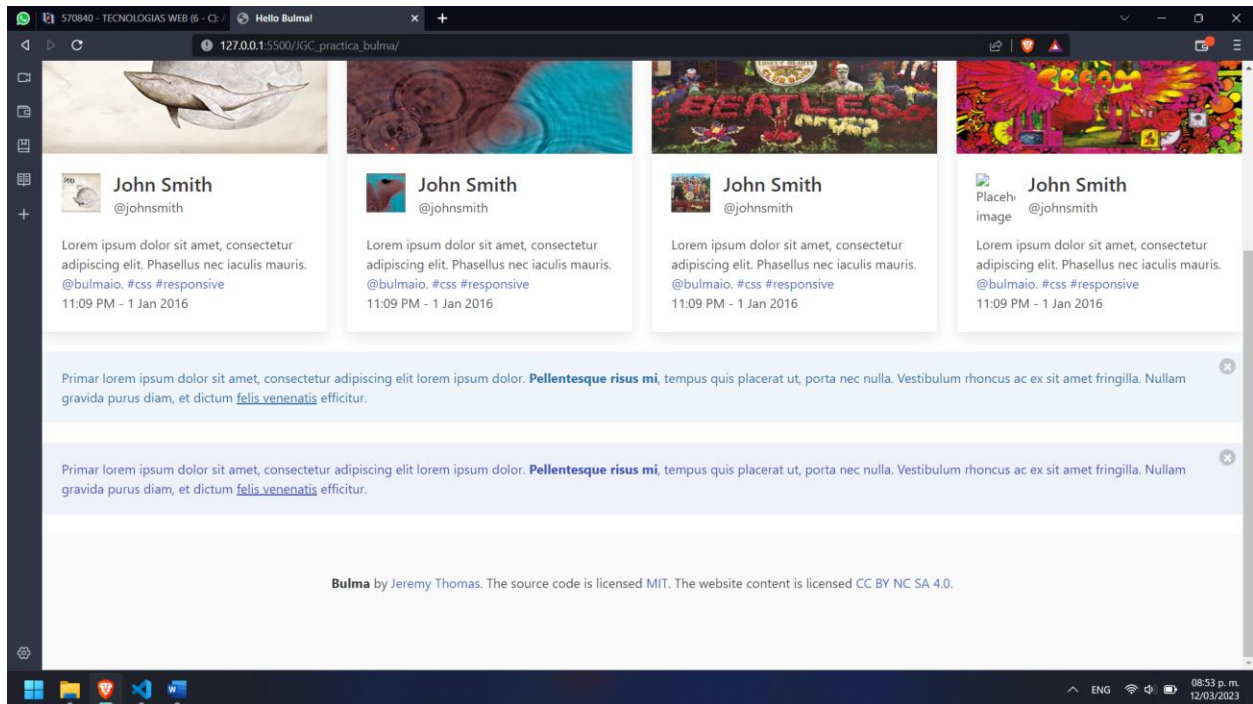 570840 - TECNOLOGIAS WEB (6 - C): /
Hello Bulma!
127.0.0.1:5500/JGC_practica_bulma/
LONELY HEARTS
CLUB BAND
BEATLES
CREAM
John Smith
@johnsmith
Lorem ipsum dolor sit amet, consectetur
adipiscing elit. Phasellus nec iaculis mauris.
@bulmaio. #css #responsive
11:09 PM - 1 Jan 2016
John Smith
@johnsmith
Lorem ipsum dolor sit amet, consectetur
adipiscing elit. Phasellus nec iaculis mauris.
@bulmaio. #css #responsive
11:09 PM - 1 Jan 2016
John Smith
@johnsmith
Lorem ipsum dolor sit amet, consectetur
adipiscing elit. Phasellus nec iaculis mauris.
@bulmaio. #css #responsive
11:09 PM - 1 Jan 2016
Placeh
image
John Smith
@johnsmith
Lorem ipsum dolor sit amet, consectetur
adipiscing elit. Phasellus nec iaculis mauris.
@bulmaio. #css #responsive
11:09 PM - 1 Jan 2016
Primar lorem ipsum dolor sit amet, consectetur adipiscing elit lorem ipsum dolor. Pellentesque risus mi, tempus quis placerat ut, porta nec nulla. Vestibulum rhoncus ac ex sit amet fringilla. Nullam
gravida purus diam, et dictum felis venenatis efficitur.
Primar lorem ipsum dolor sit amet, consectetur adipiscing elit lorem ipsum dolor. Pellentesque risus mi, tempus quis placerat ut, porta nec nulla. Vestibulum rhoncus ac ex sit amet fringilla. Nullam
gravida purus diam, et dictum felis venenatis efficitur.
Bulma by Jeremy Thomas. The source code is licensed MIT. The website content is licensed CC BY NC SA 4.0.
ENG
08:53 p. m.
12/03/2023